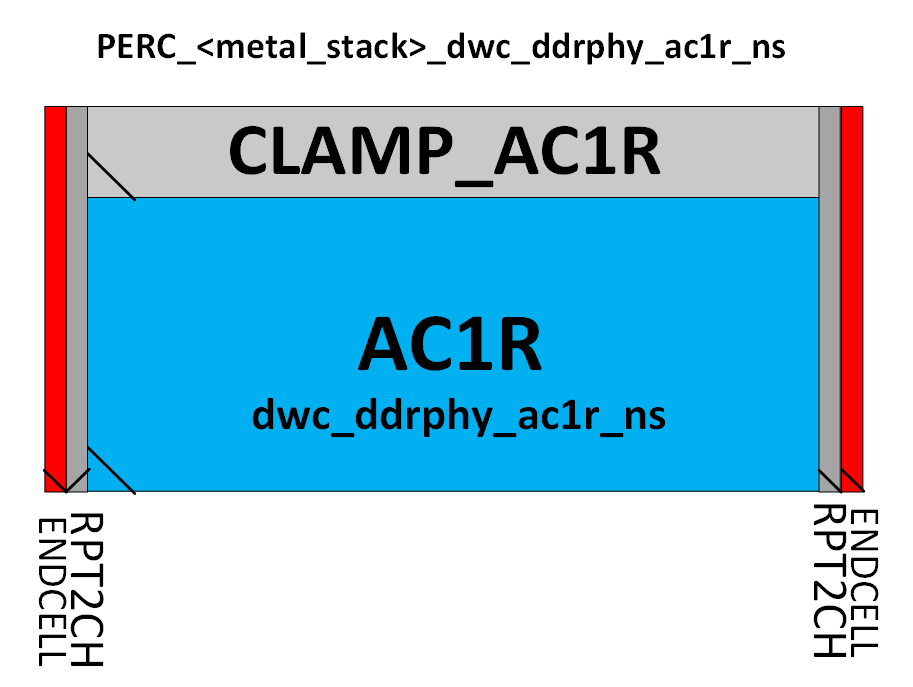 PERC_<metal_stack>_dwc_ddrphy_ac1r_ns
CLAMP_AC1R
AC1R
dwc_ddrphy_ac1r_ns
ENDCELL
RPT2CH
RPT2CH
ENDCELL